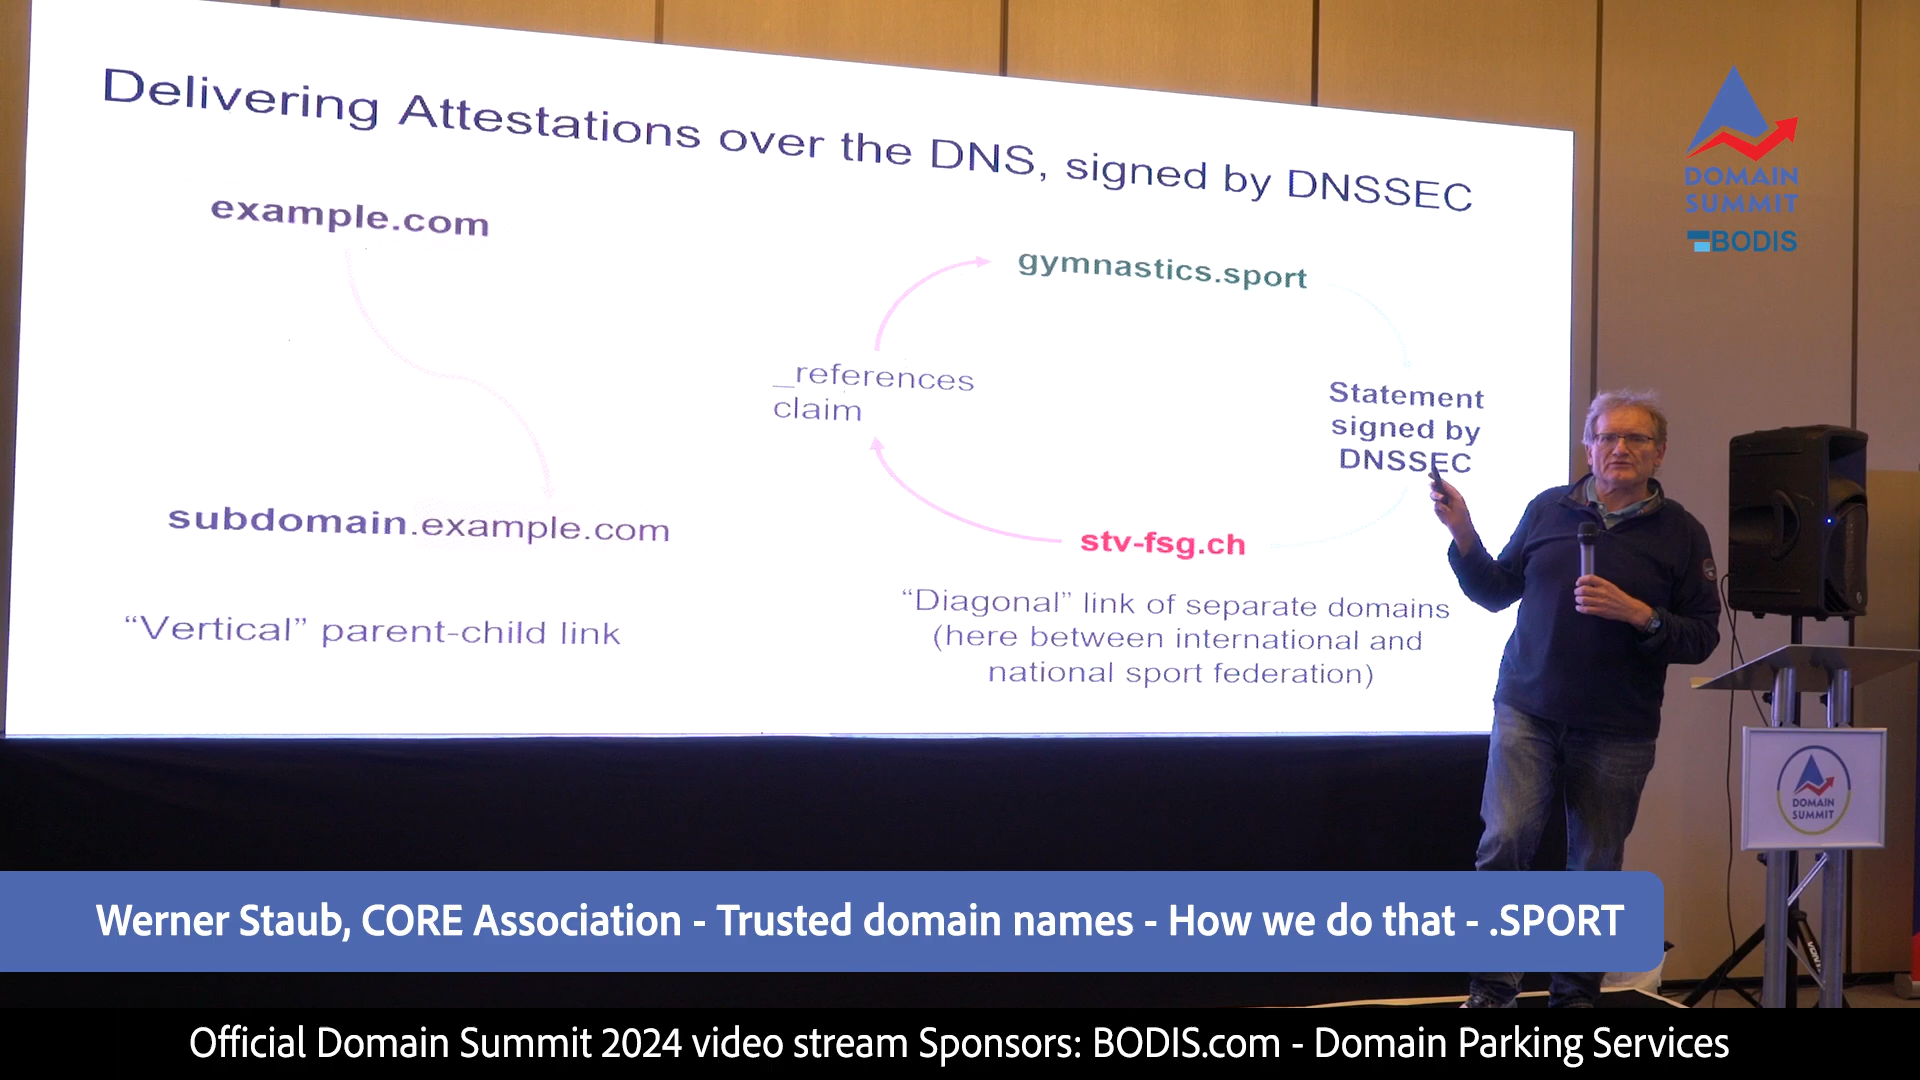 Delivering Attestations over the DNS, signed by DNSSEC
example.com
subdomain.example.com
“Vertical” parent-child link
gymnastics.sport
_references
claim
Statement
signed by
DNSSEC
stv-fsg.ch
“Diagonal” link of separate domains
(here between international and
national sport federation)
DOMAIN
SUMMIT
BODIS
DOMAIN
SUMMIT
Werner Staub, CORE Association - Trusted domain names - How we do that - .SPORT
Official Domain Summit 2024 video stream Sponsors: BODIS.com - Domain Parking Services